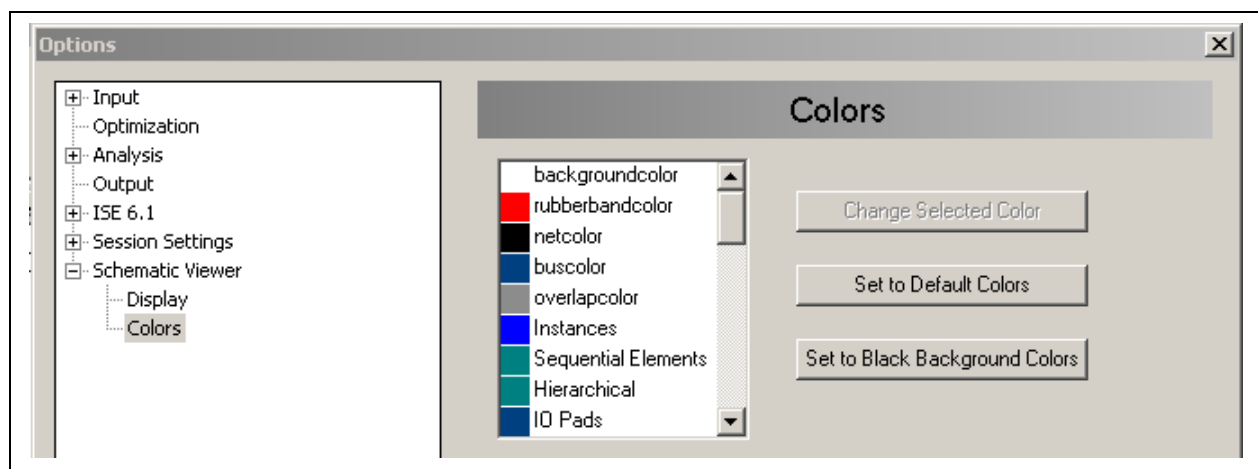 Options
Input
Optimization
Analysis
Output
ISE 6.1
Session Settings
Schematic Viewer
Display
Colors
Colors
backgroundcolor
rubberbandcolor
netcolor
buscolor
overlapcolor
Instances
Sequential Elements
Hierarchical
IO Pads
Change Selected Color
Set to Default Colors
Set to Black Background Colors